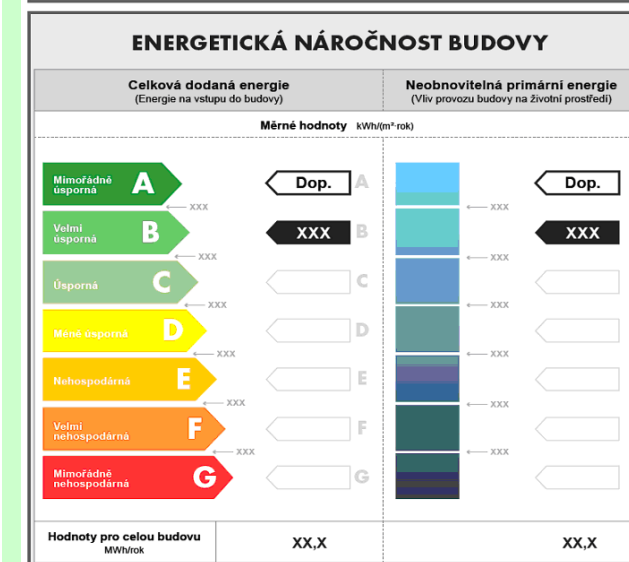 ENERGETICKÁ NÁROČNOST BUDOVY
Celková dodaná energie
(Energie na vstupu do budovy)
Neobnovitelná primární energie
(Vliv provozu budovy na životní prostředí)
Měrné hodnoty kWh/(m²·rok)
Mimořádně
úsporná
A
Dop.
A
Dop.
XXX
XXX
Velmi
úsporná
B
XXX
B
XXX
XXX
XXX
Úsporná
C
C
XXX
XXX
Méně úsporná
D
D
XXX
XXX
Nehospodárná
E
E
XXX
XXX
Velmi
nehospodárná
F
F
XXX
XXX
Mimořádně
nehospodárná
G
G
Hodnoty pro celou budovu
MWh/rok
XX,X
XX,X